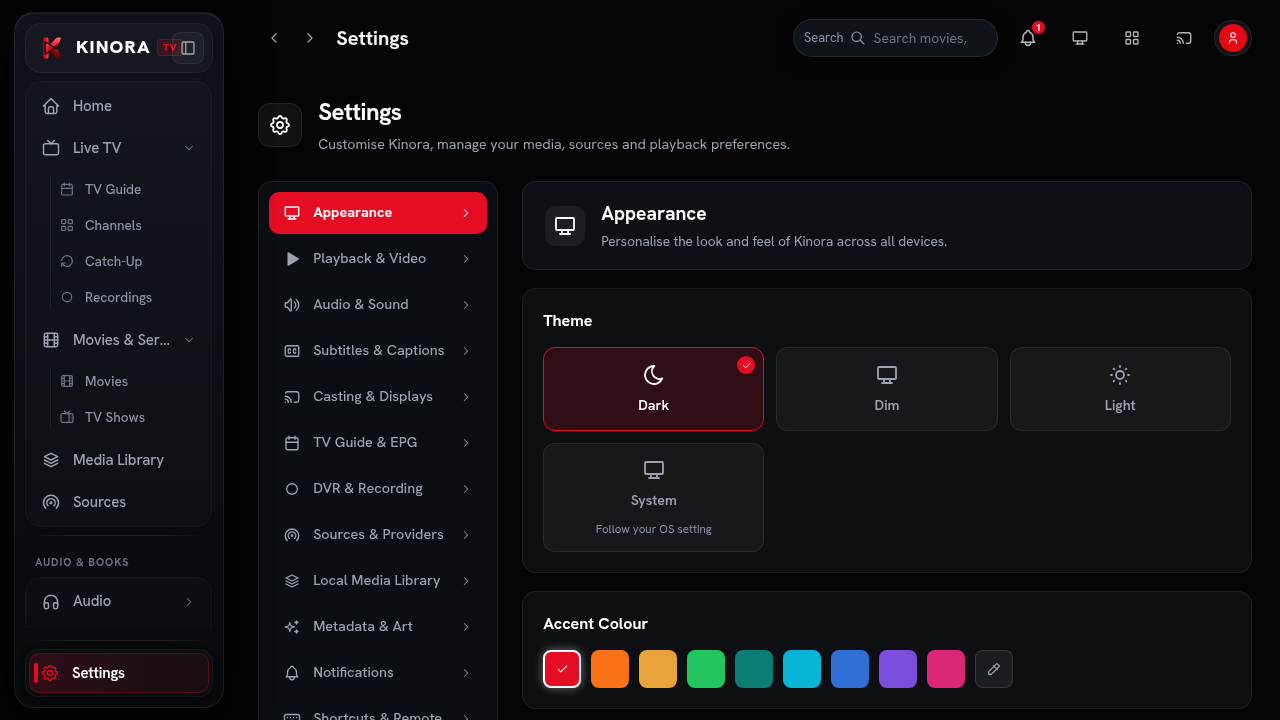 KINORA TV
Home
Live TV
TV Guide
Channels
Catch-Up
Recordings
Movies & Ser...
Movies
TV Shows
Media Library
Sources
AUDIO & BOOKS
Audio
Settings
Settings
Search Search movies,
1
Settings
Customise Kinora, manage your media, sources and playback preferences.
Appearance
Playback & Video
Audio & Sound
Subtitles & Captions
Casting & Displays
TV Guide & EPG
DVR & Recording
Sources & Providers
Local Media Library
Metadata & Art
Notifications
Shortcuts & Remote
Appearance
Personalise the look and feel of Kinora across all devices.
Theme
Dark
Dim
Light
System
Follow your OS setting
Accent Colour